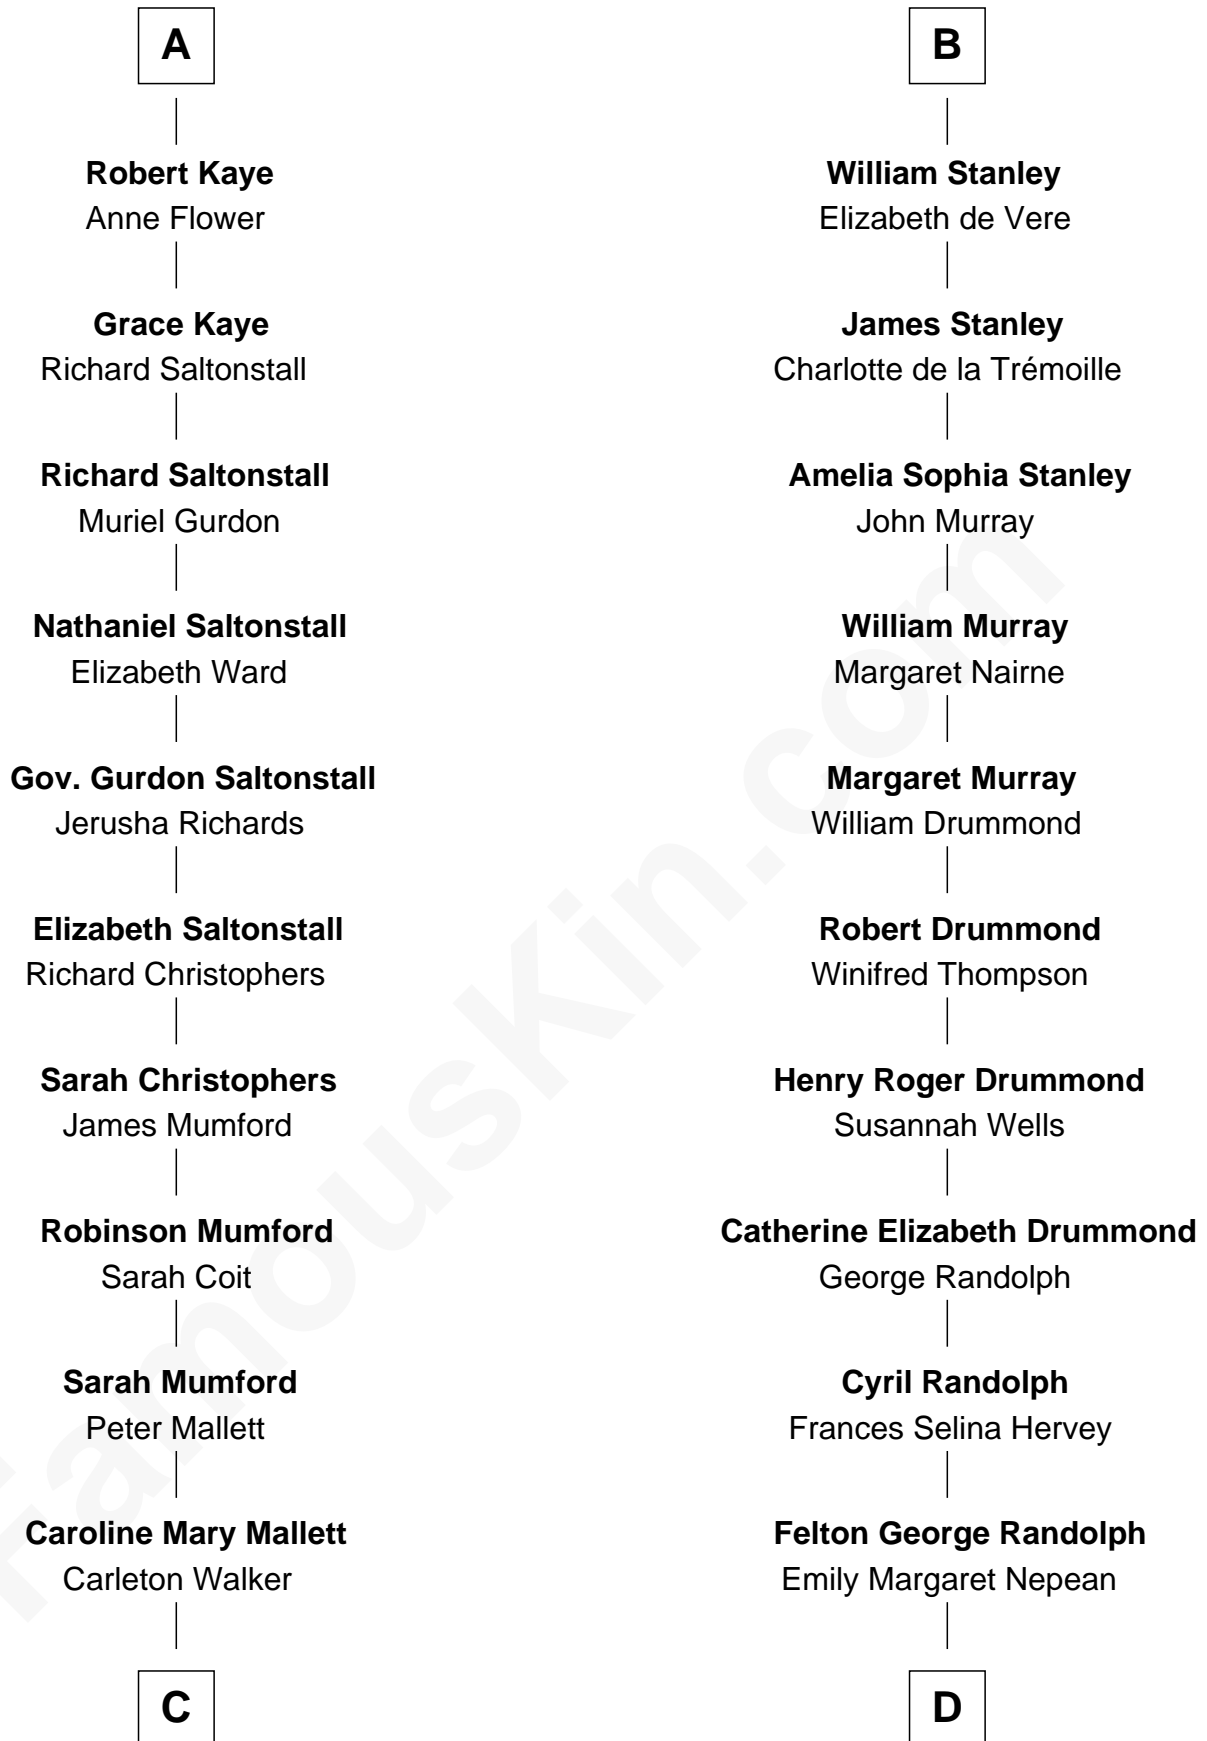 A
Robert Kaye
Anne Flower
Grace Kaye
Richard Saltonstall
Richard Saltonstall
Muriel Gurdon
Nathaniel Saltonstall
Elizabeth Ward
Gov. Gurdon Saltonstall
Jerusha Richards
Elizabeth Saltonstall
Richard Christophers
Sarah Christophers
James Mumford
Robinson Mumford
Sarah Coit
Sarah Mumford
Peter Mallett
Caroline Mary Mallett
Carleton Walker
C
B
William Stanley
Elizabeth de Vere
James Stanley
Charlotte de la Trémoille
Amelia Sophia Stanley
John Murray
William Murray
Margaret Nairne
Margaret Murray
William Drummond
Robert Drummond
Winifred Thompson
Henry Roger Drummond
Susannah Wells
Catherine Elizabeth Drummond
George Randolph
Cyril Randolph
Frances Selina Hervey
Felton George Randolph
Emily Margaret Nepean
D
FamousKin.com